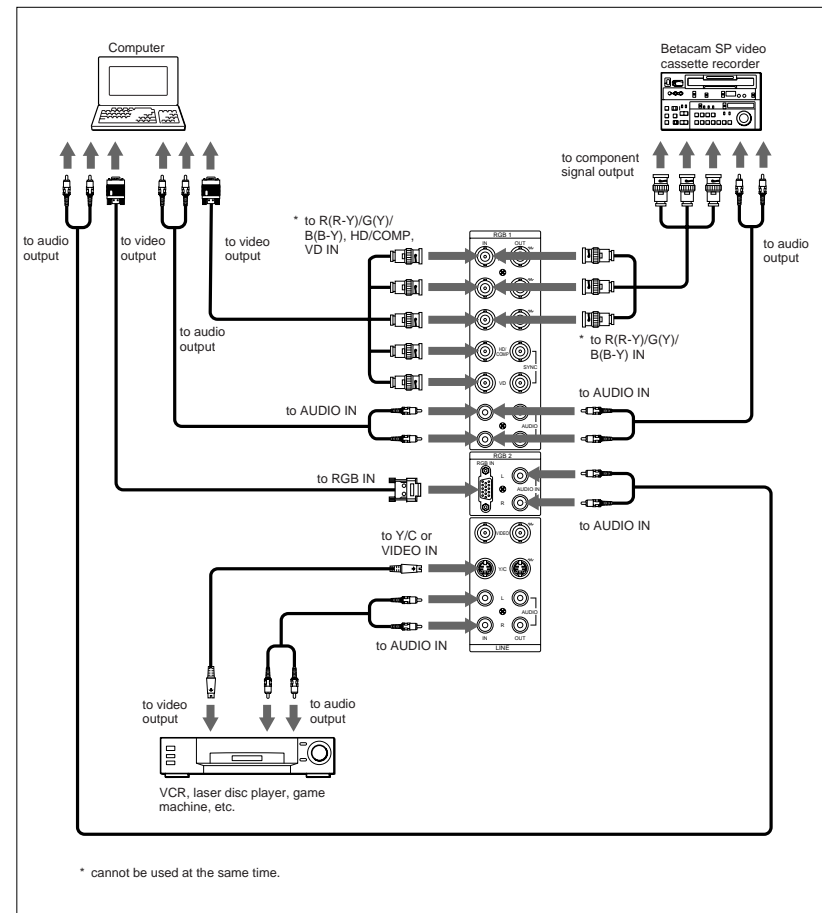 Computer
Betacam SP video
cassette recorder
to component
signal output
to audio
output
to video
output
to video
output
* to R(R-Y)/G(Y)/
B(B-Y), HD/COMP,
VD IN
to audio
output
to audio
output
RGB 1
IN
OUT
* to R(R-Y)/G(Y)/
B(B-Y) IN
HD/
COMP
SYNC
VD
to AUDIO IN
to AUDIO IN
AUDIO
RGB 2
RGB IN
to RGB IN
L
AUDIO IN
R
to AUDIO IN
to Y/C or
VIDEO IN
VIDEO
Y/C
L
AUDIO
R
to AUDIO IN
IN
OUT
LINE
to video
output
to audio
output
VCR, laser disc player, game
machine, etc.
* cannot be used at the same time.